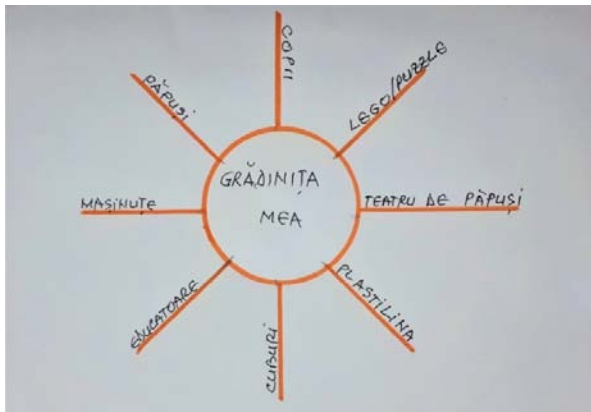 COPII
LEGO/PUZZLE
PĂPUȘI
GRĂDINIȚA
MEA
MAȘINUȚE
TEATRU DE PĂPUȘI
EDUCATOARE
PLASTILINA
CUBURI